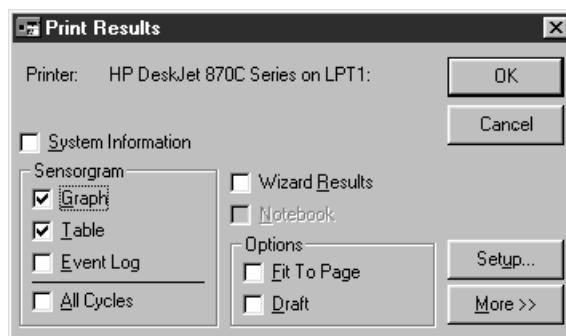 Print Results
Printer: HP DeskJet 870C Series on LPT1:
OK
Cancel
System Information
Sensorgram
Graph
Table
Event Log
All Cycles
Wizard Results
Notebook
Options
Fit To Page
Draft
Setup...
More >>